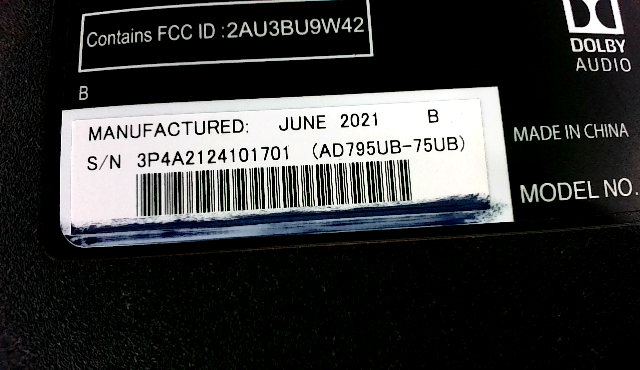 Contains FCC ID :2AU3BU9W42
DOLBY
AUDIO
B
MANUFACTURED: JUNE 2021 B
S/N 3P4A2124101701 (AD795UB-75UB)
MADE IN CHINA
MODEL NO.